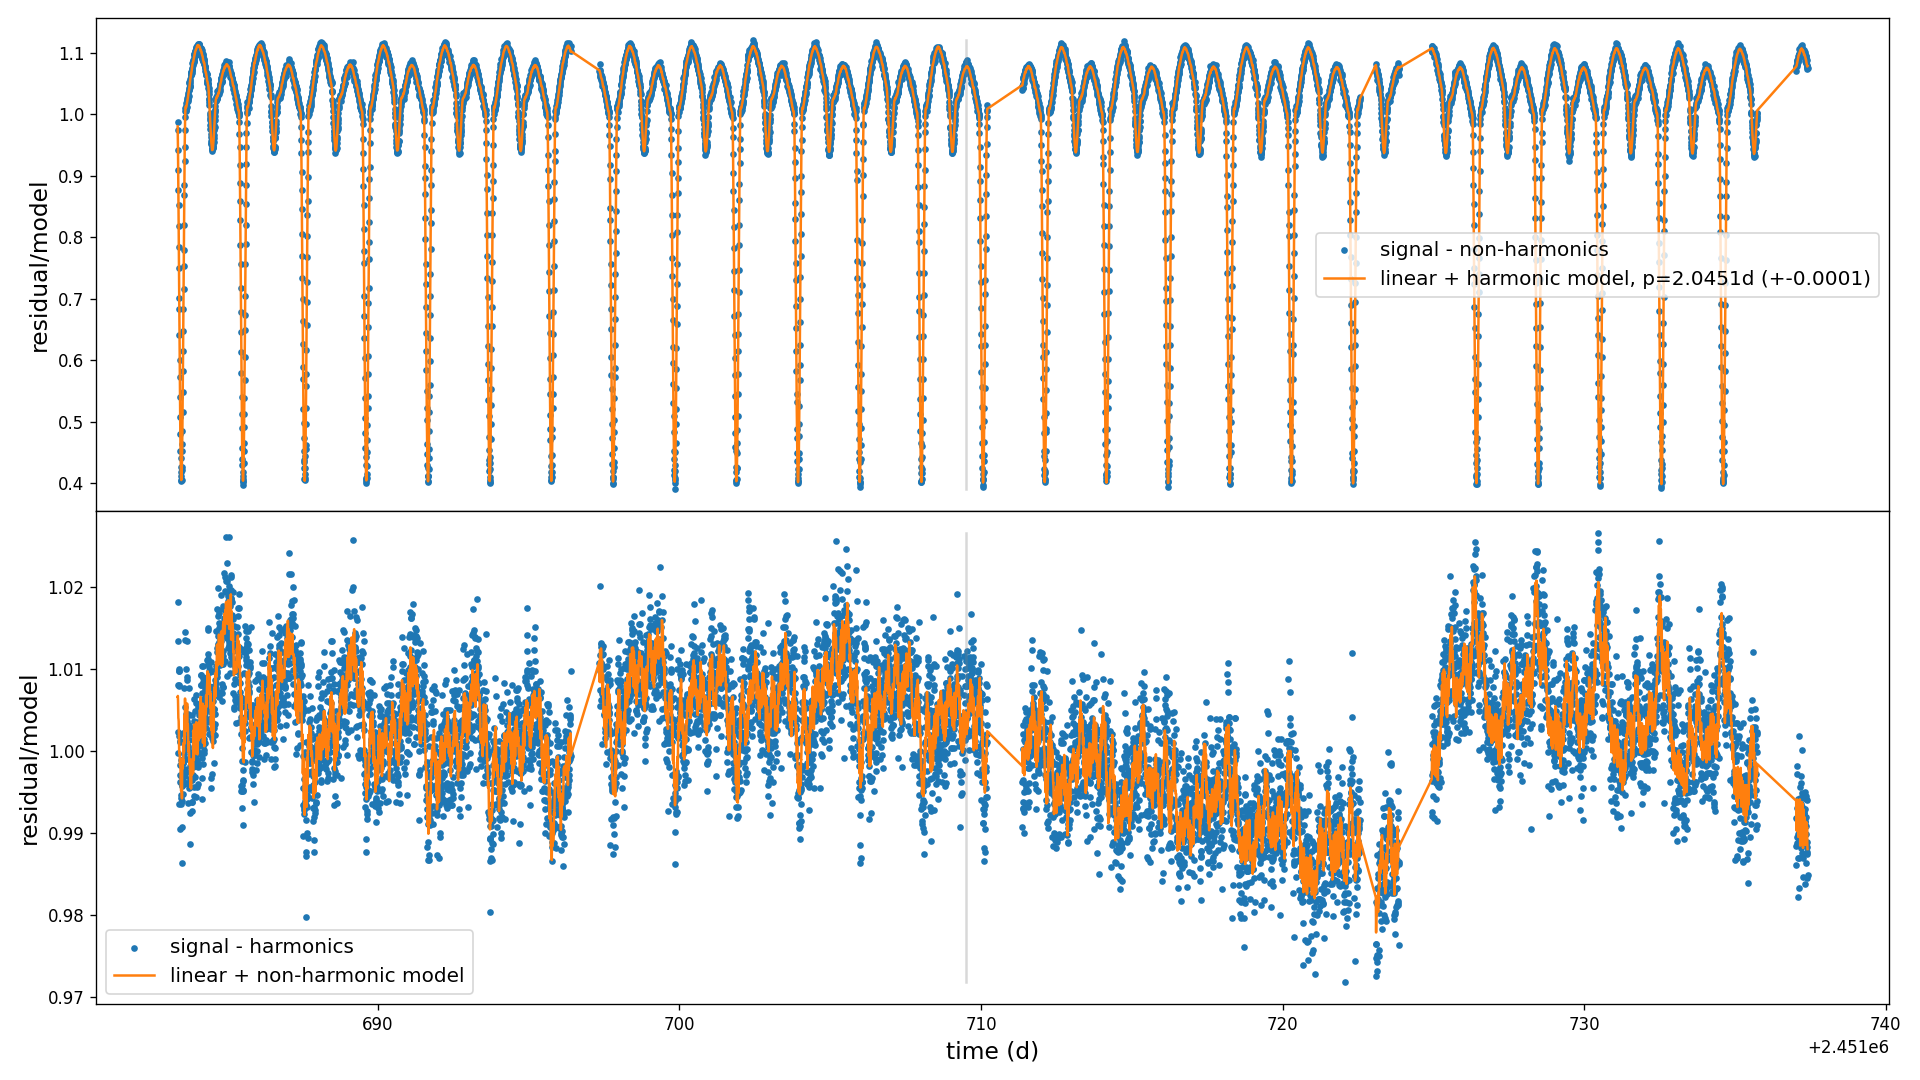 residual/model
1.1
1.0
0.9
0.8
0.7
0.6
0.5
0.4
signal - non-harmonics
linear + harmonic model, p=2.0451d (+-0.0001)
residual/model
1.02
1.01
1.00
0.99
0.98
0.97
signal - harmonics
linear + non-harmonic model
690 700 710 720 730 740
time (d)
+2.451e6